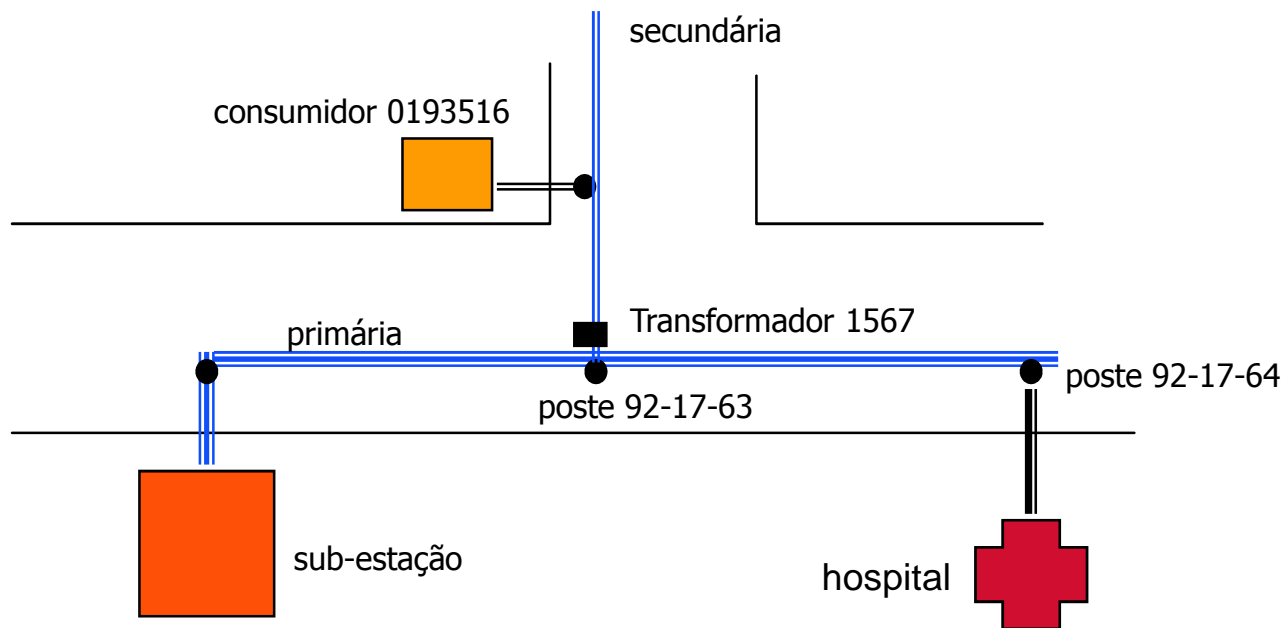 secundária
consumidor 0193516
Transformador 1567
primária
poste 92-17-64
poste 92-17-63
sub-estação
hospital